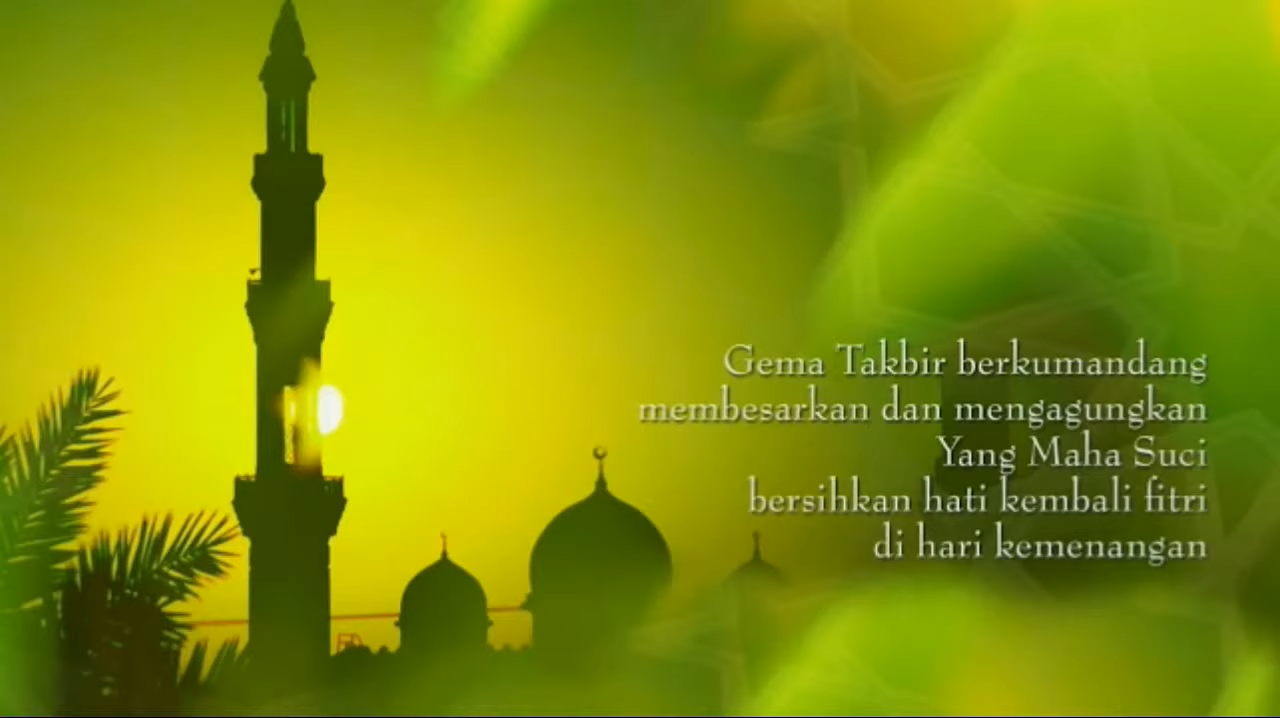 Gema Takbir berkumandang
membesarkan dan mengagungkan
Yang Maha Suci
bersihkan hati kembali fitri
di hari kemenangan